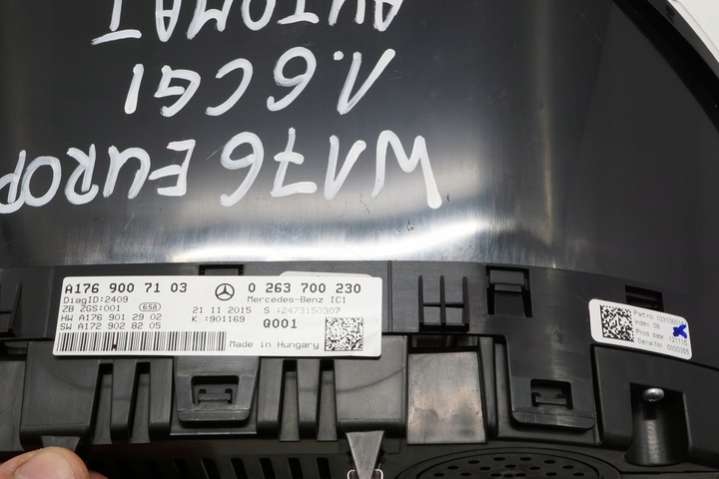 W176 EUROP
1.6CGI
AUTOMAT
A176 900 71 03
DiagID:2409
ZB ZGS:001 658
HW A176 901 29 02
SW A172 902 82 05
0 263 700 230
Mercedes-Benz IC1
21 11 2015 S :2473150307
K :901169 Q001
Made in Hungary